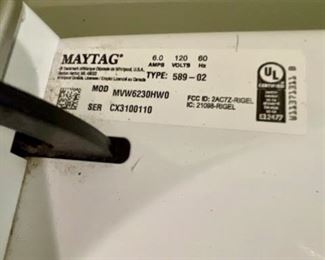 MAYTAG®
6.0 120 60
AMPS VOLTS Hz
TYPE: 589-02
MOD MVW6230HW0
SER CX3100110
FCC ID: 2AC7Z-RIGEL
IC: 21098-RIGEL
UL